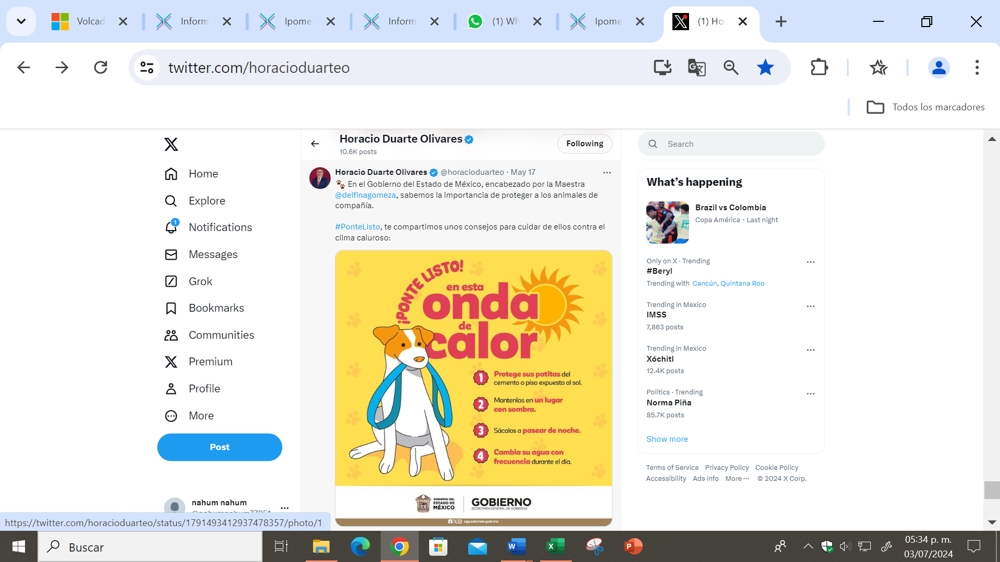 Volcad
Inform
Ipome
Inform
(1) Wh
Ipome
(1) Ho
twitter.com/horacioduarteo
Todos los marcadores
Home
Explore
1
Notifications
Messages
Grok
Bookmarks
Communities
Premium
Profile
More
Post
nahum nahum
https://twitter.com/horacioduarteo/status/1791493412937478357/photo/1
Horacio Duarte Olivares
10.6K posts
Following
Horacio Duarte Olivares @horacioduarteo · May 17
En el Gobierno del Estado de México, encabezado por la Maestra
@delfinagomeza, sabemos la importancia de proteger a los animales de
compañía.
#PonteListo, te compartimos unos consejos para cuidar de ellos contra el
clima caluroso:
¡PONTE LISTO!
en esta
onda
de
calor
1 Protege sus patitas del
cemento o piso expuesto al sol.
2 Mantenlos en un lugar
con sombra.
3 Sácalos a pasear de noche.
4 Cambia su agua con
frecuencia durante el día.
GOBIERNO DEL
ESTADO DE
MÉXICO
GOBIERNO
SECRETARÍA GENERAL DE GOBIERNO
sgg.edomex.gob.mx
Search
What's happening
Brazil vs Colombia
Copa América · Last night
Only on X · Trending
#Beryl
Trending with Cancún, Quintana Roo
Trending in Mexico
IMSS
7,863 posts
Trending in Mexico
Xóchitl
12.4K posts
Politics · Trending
Norma Piña
85.7K posts
Show more
Terms of Service Privacy Policy Cookie Policy
Accessibility Ads info More ··· © 2024 X Corp.
Buscar
05:34 p. m.
03/07/2024